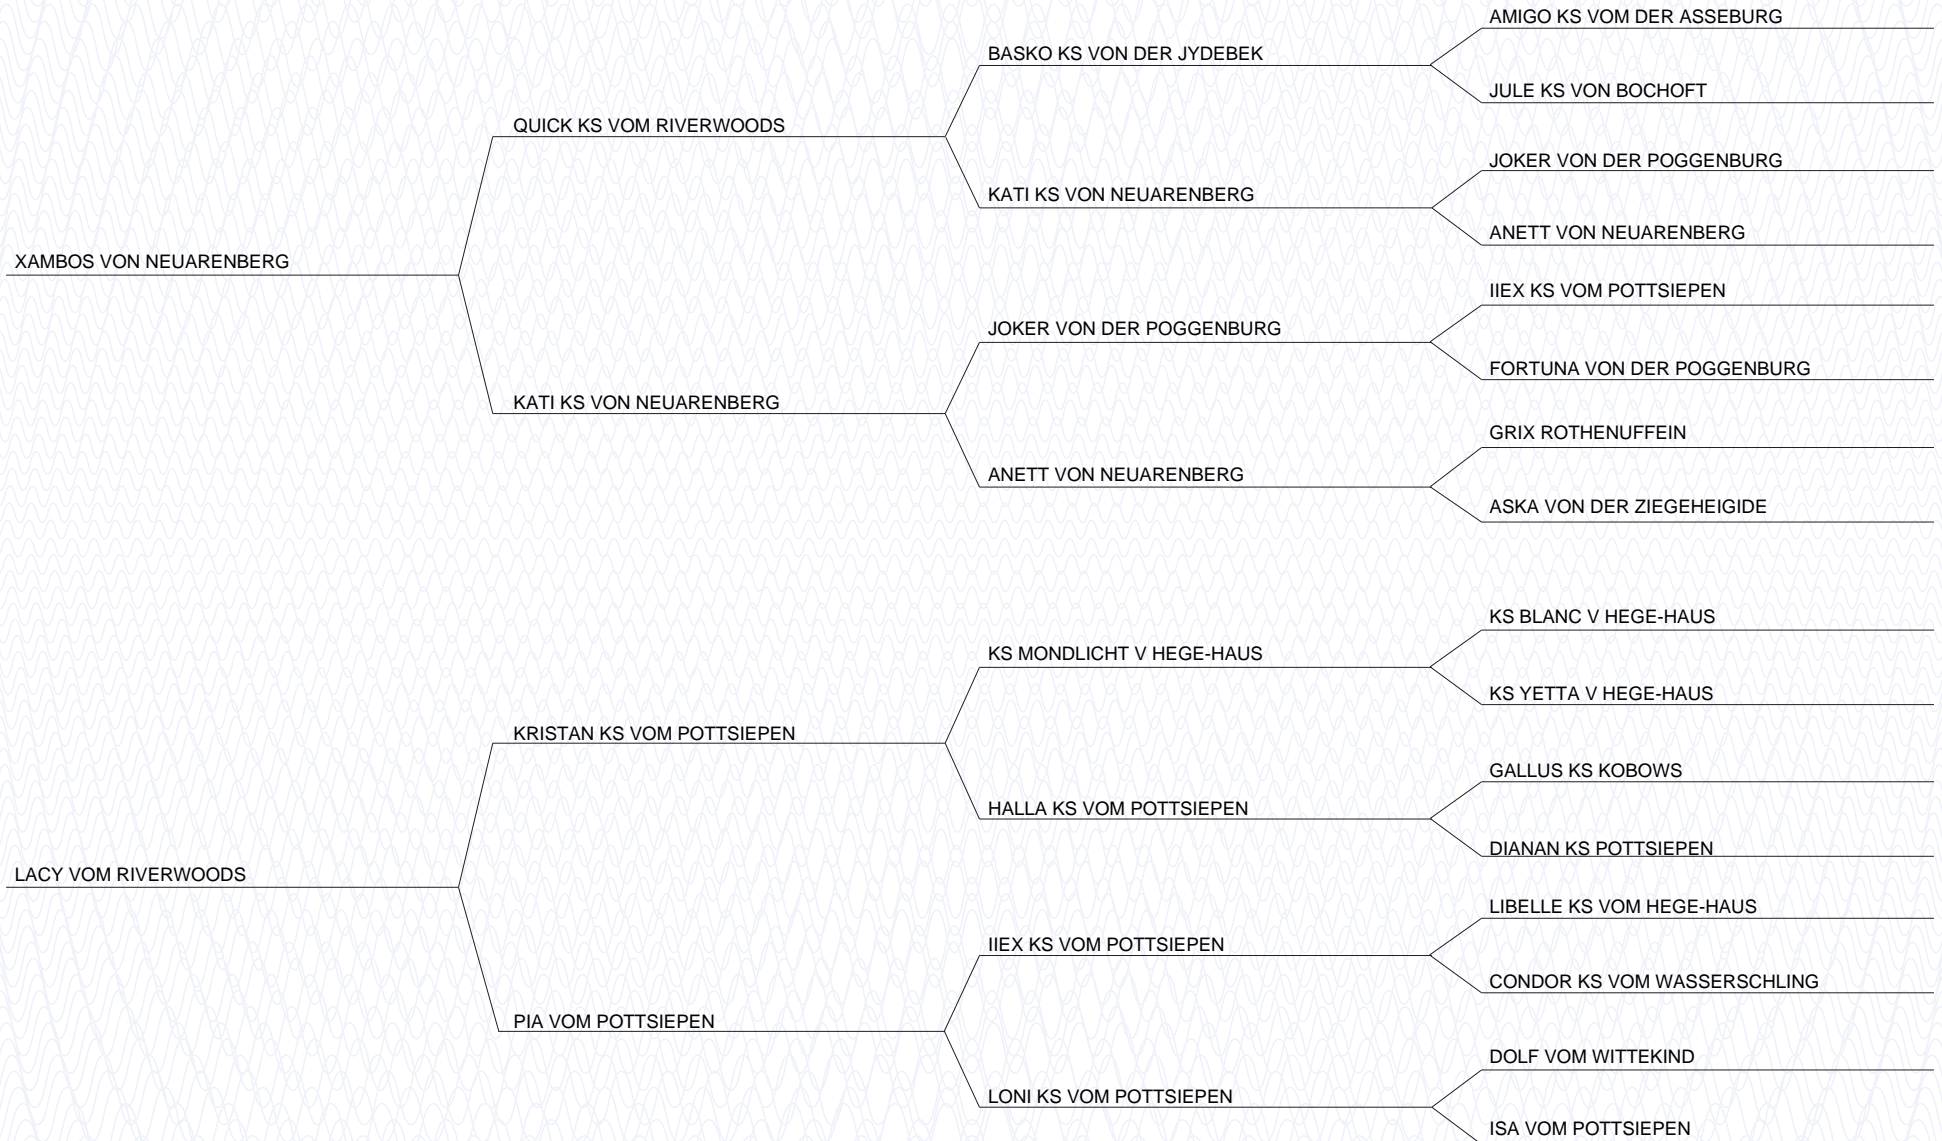 AMIGO KS VOM DER ASSEBURG
BASKO KS VON DER JYDEBEK
JULE KS VON BOCHOFT
QUICK KS VOM RIVERWOODS
JOKER VON DER POGGENBURG
KATI KS VON NEUARENBERG
ANETT VON NEUARENBERG
XAMBOS VON NEUARENBERG
IIEX KS VOM POTTSIEPEN
JOKER VON DER POGGENBURG
FORTUNA VON DER POGGENBURG
KATI KS VON NEUARENBERG
GRIX ROTHENUFFEIN
ANETT VON NEUARENBERG
ASKA VON DER ZIEGEHEIGIDE
KS BLANC V HEGE-HAUS
KS MONDLICHT V HEGE-HAUS
KS YETTA V HEGE-HAUS
KRISTAN KS VOM POTTSIEPEN
GALLUS KS KOBOWS
HALLA KS VOM POTTSIEPEN
DIANAN KS POTTSIEPEN
LACY VOM RIVERWOODS
LIBELLE KS VOM HEGE-HAUS
IIEX KS VOM POTTSIEPEN
CONDOR KS VOM WASSERSCHLING
PIA VOM POTTSIEPEN
DOLF VOM WITTEKIND
LONI KS VOM POTTSIEPEN
ISA VOM POTTSIEPEN